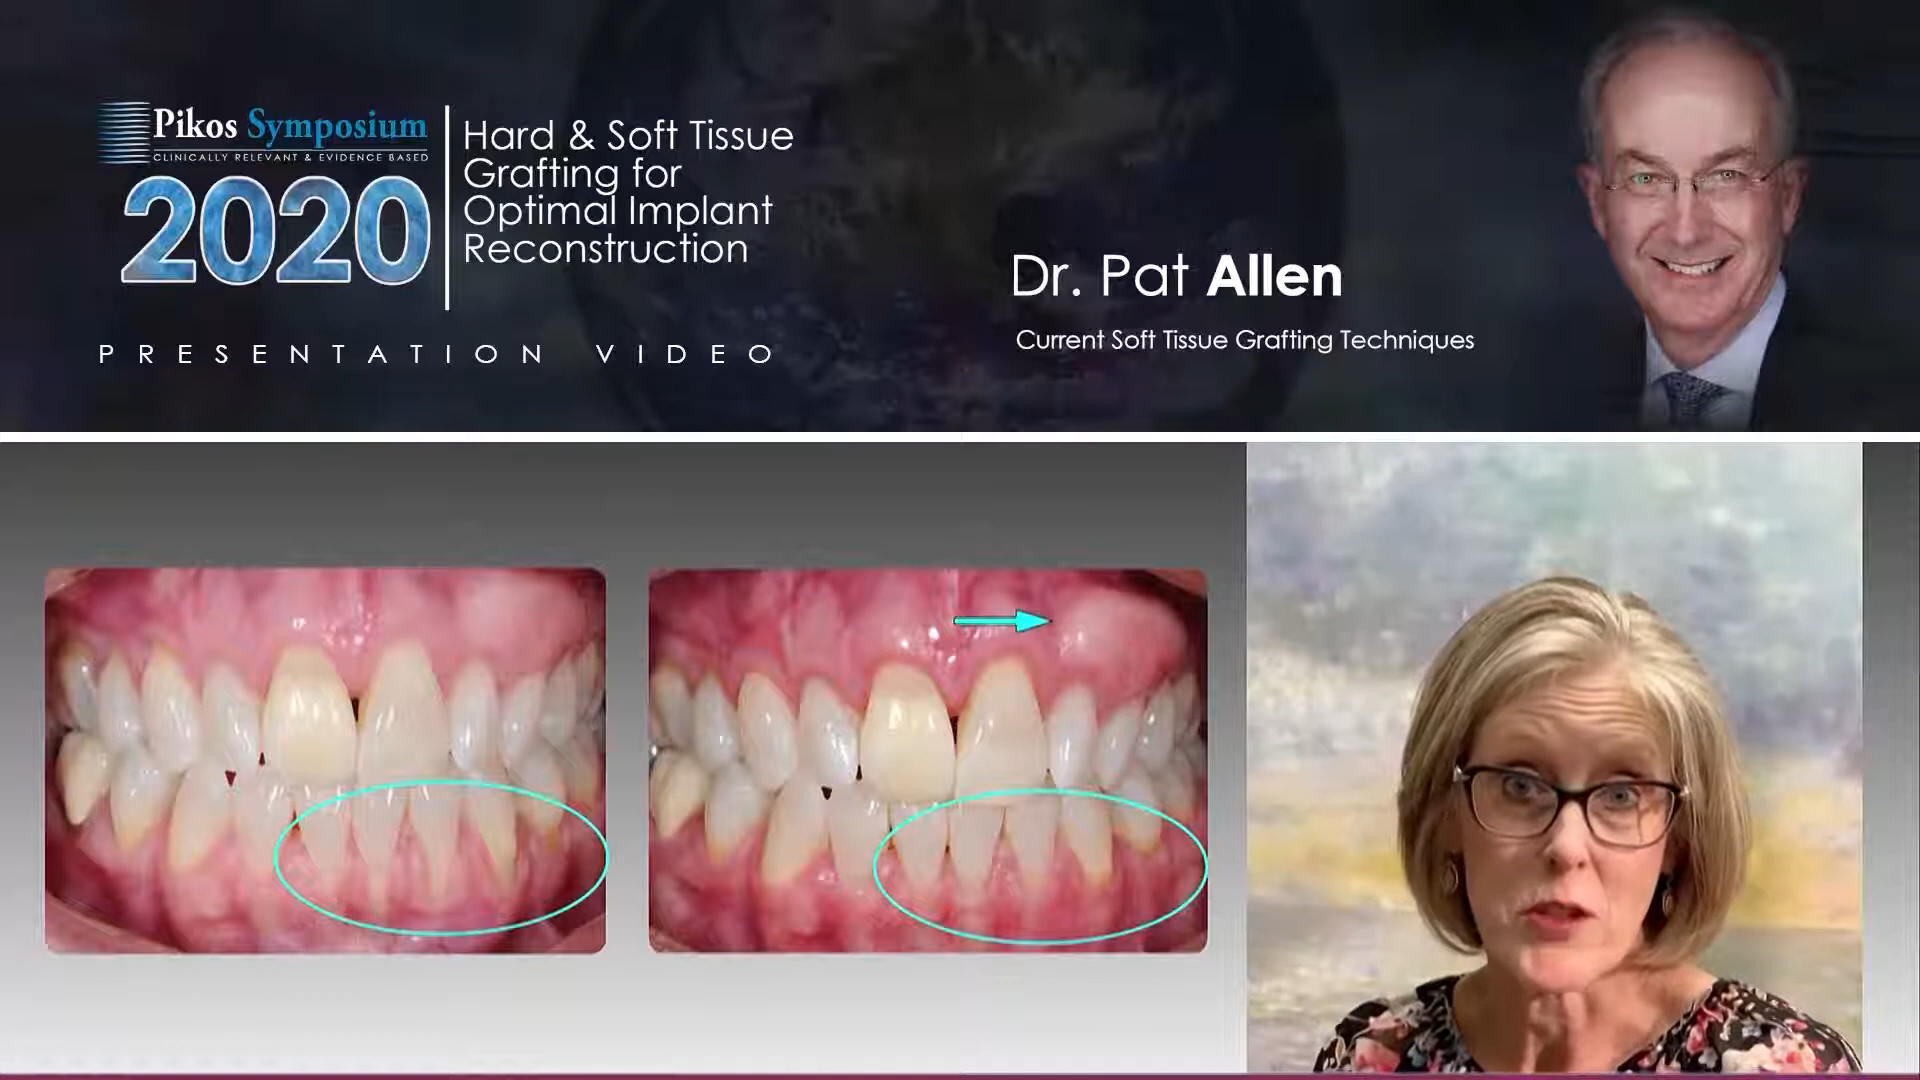 Pikos Symposium
CLINICALLY RELEVANT & EVIDENCE BASED
2020
Hard & Soft Tissue
Grafting for
Optimal Implant
Reconstruction
PRESENTATION VIDEO
Dr. Pat Allen
Current Soft Tissue Grafting Techniques